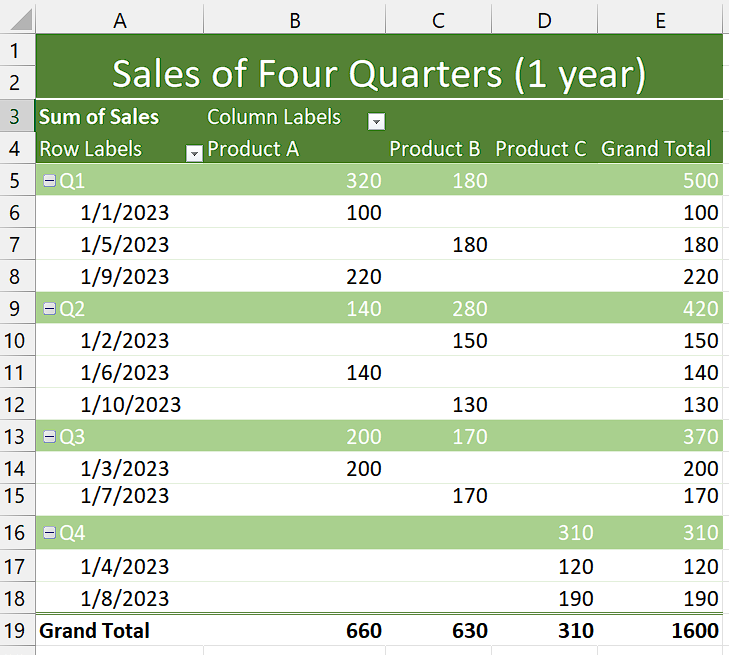 A B C D E
1
2 Sales of Four Quarters (1 year)
3 Sum of Sales Column Labels
4 Row Labels Product A Product B Product C Grand Total
5 Q1 320 180 500
6 1/1/2023 100 100
7 1/5/2023 180 180
8 1/9/2023 220 220
9 Q2 140 280 420
10 1/2/2023 150 150
11 1/6/2023 140 140
12 1/10/2023 130 130
13 Q3 200 170 370
14 1/3/2023 200 200
15 1/7/2023 170 170
16 Q4 310 310
17 1/4/2023 120 120
18 1/8/2023 190 190
19 Grand Total 660 630 310 1600